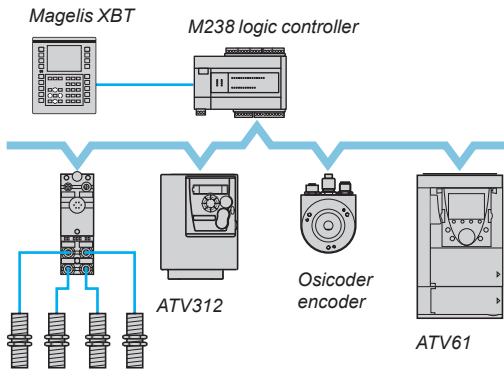 Magelis XBT
M238 logic controller
ATV312
Osicoder
encoder
ATV61